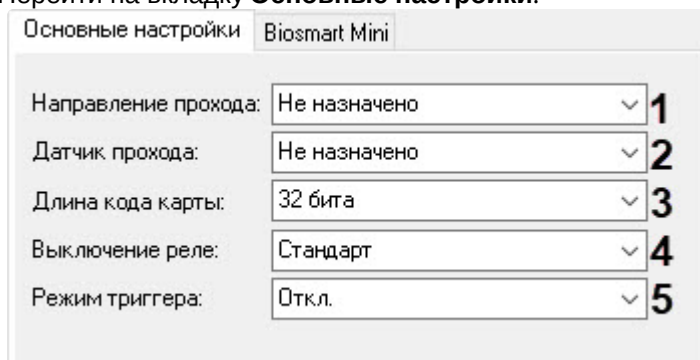 Перейти на вкладку Основные настройки.
Основные настройки Biosmart Mini
Направление прохода: Не назначено 1
Датчик прохода: Не назначено 2
Длина кода карты: 32 бита 3
Выключение реле: Стандарт 4
Режим триггера: Откл. 5